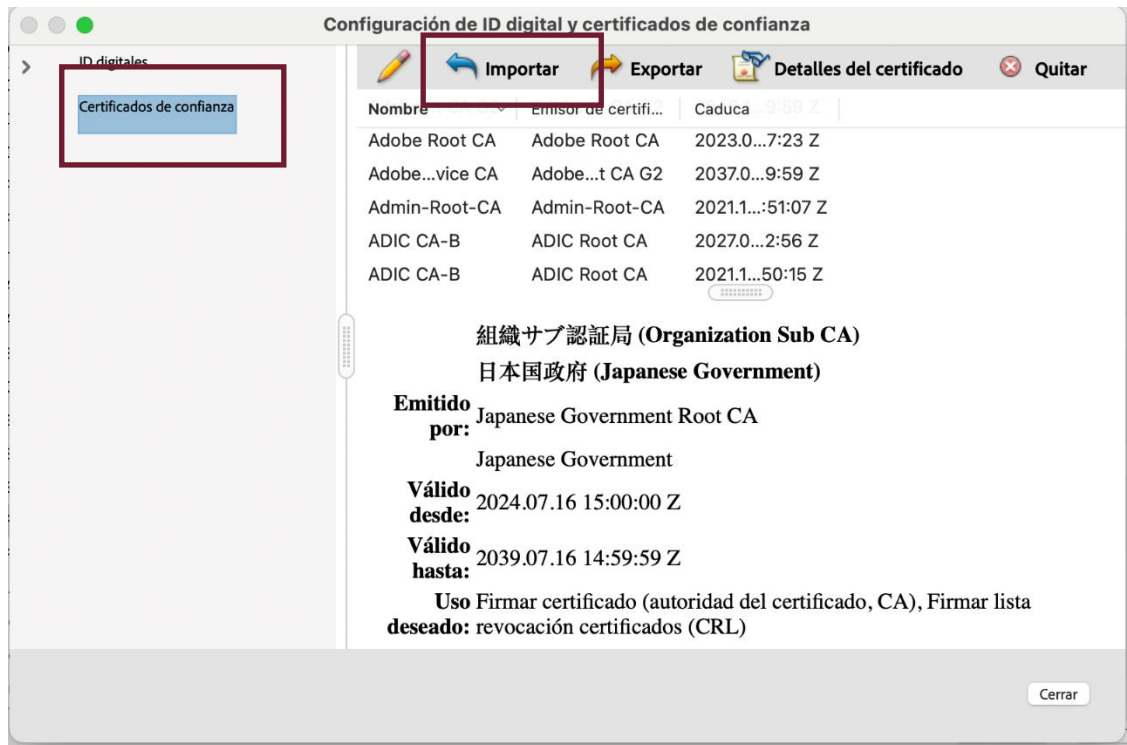 Configuración de ID digital y certificados de confianza
ID digitales
Certificados de confianza
Importar Exportar Detalles del certificado Quitar
Nombre Emisor de certifi... Caduca
Adobe Root CA Adobe Root CA 2023.0...7:23 Z
Adobe...vice CA Adobe...t CA G2 2037.0...9:59 Z
Admin-Root-CA Admin-Root-CA 2021.1...:51:07 Z
ADIC CA-B ADIC Root CA 2027.0...2:56 Z
ADIC CA-B ADIC Root CA 2021.1...50:15 Z
組織サブ認証局 (Organization Sub CA)
日本国政府 (Japanese Government)
Emitido por: Japanese Government Root CA
Japanese Government
Válido desde: 2024.07.16 15:00:00 Z
Válido hasta: 2039.07.16 14:59:59 Z
Uso Firmar certificado (autoridad del certificado, CA), Firmar lista
deseado: revocación certificados (CRL)
Cerrar